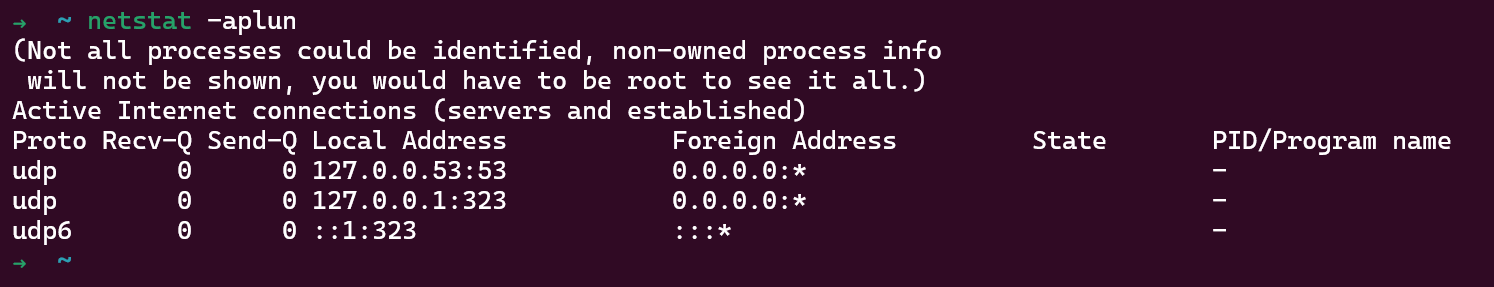 →  ~ netstat -aplun
(Not all processes could be identified, non-owned process info
 will not be shown, you would have to be root to see it all.)
Active Internet connections (servers and established)
Proto Recv-Q Send-Q Local Address           Foreign Address         State       PID/Program name
udp        0      0 127.0.0.53:53           0.0.0.0:*                           -
udp        0      0 127.0.0.1:323           0.0.0.0:*                           -
udp6       0      0 ::1:323                 :::*                                -
→  ~